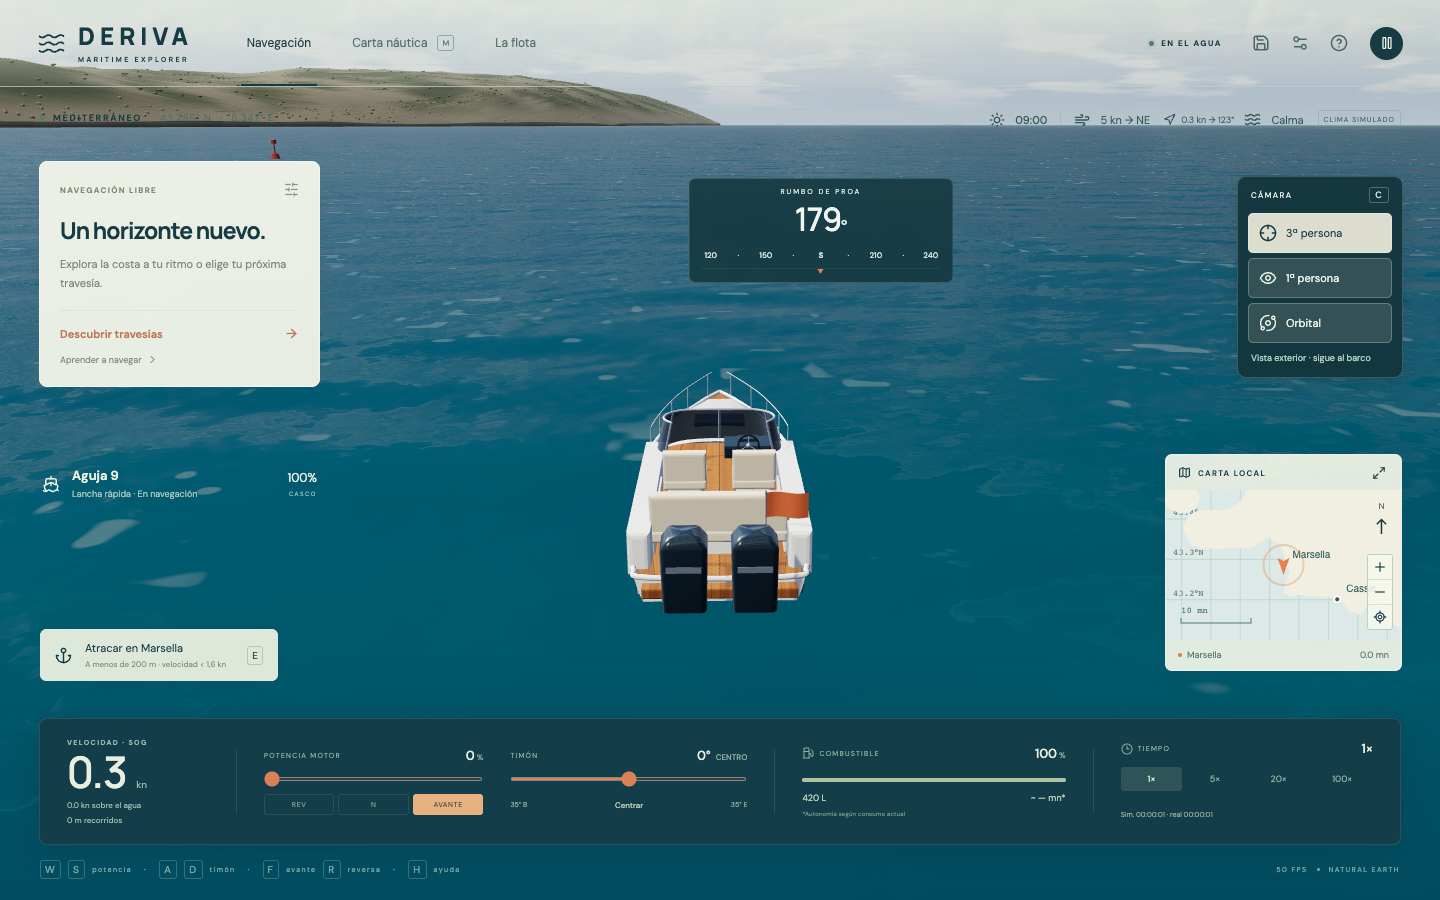 DERIVA
MARITIME EXPLORER
Navegación
Carta náutica M
La flota
EN EL AGUA
MEDITERRÁNEO
09:00
5 kn → NE
0.3 kn → 123°
Calma
CLIMA SIMULADO
NAVEGACIÓN LIBRE
Un horizonte nuevo.
Explora la costa a tu ritmo o elige tu próxima
travesía.
Descubrir travesías
Aprender a navegar
RUMBO DE PROA
179°
120 · 150 · S · 210 · 240
CÁMARA C
3ª persona
1ª persona
Orbital
Vista exterior · sigue al barco
Aguja 9
Lancha rápida · En navegación
100%
CASCO
CARTA LOCAL
N
43.3°N
Marsella
43.2°N
10 mn
Marsella
0.0 mn
Atracar en Marsella
A menos de 200 m · velocidad < 1,6 kn
E
VELOCIDAD · SOG
0.3 kn
0.0 kn sobre el agua
0 m recorridos
POTENCIA MOTOR
0 %
REV
N
AVANTE
TIMÓN
0° CENTRO
35° B
Centrar
35° E
COMBUSTIBLE
100 %
420 L
~ — mn*
*Autonomía según consumo actual
TIEMPO
1×
1×
5×
20×
100×
Sim. 00:00:01 · real 00:00:01
W S potencia · A D timón · F avante R reversa · H ayuda
60 FPS • NATURAL EARTH